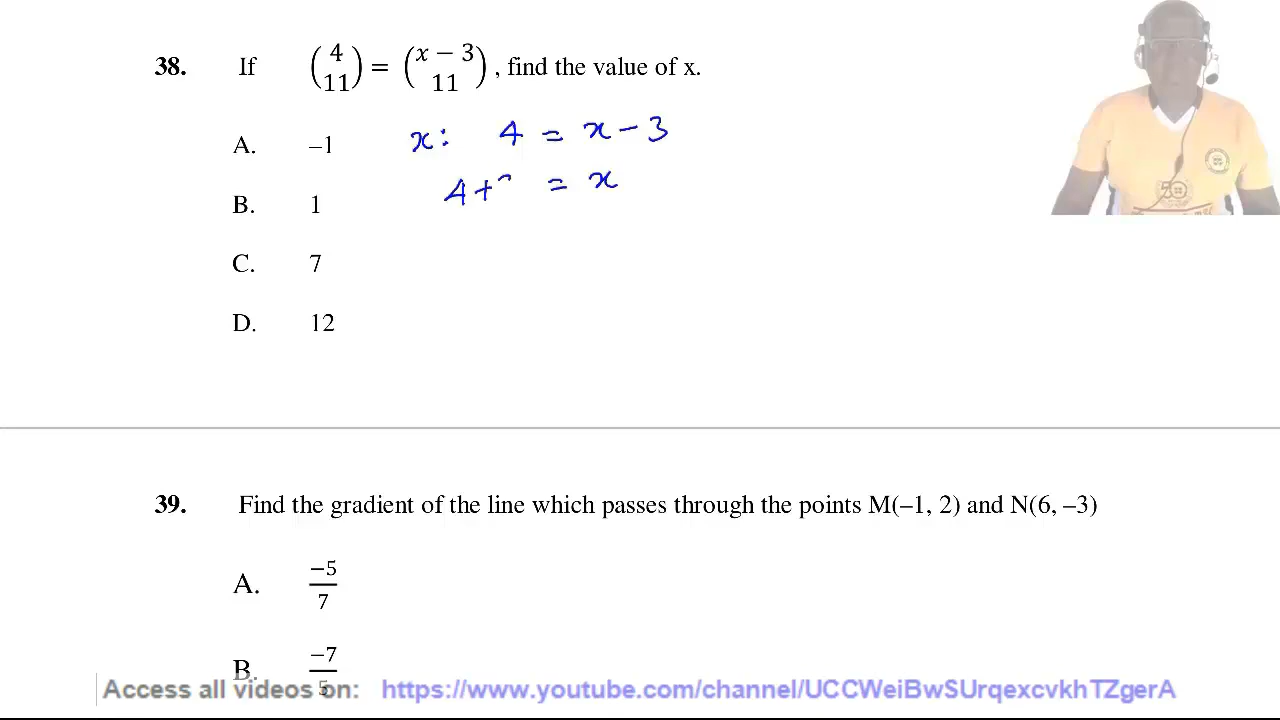 38. If (4 11) = (x − 3 11), find the value of x.
A. –1
x: 4 = x − 3
B. 1
4+ = x
C. 7
D. 12
39. Find the gradient of the line which passes through the points M(–1, 2) and N(6, –3)
A. −5/7
B. −7/5
Access all videos on: https://www.youtube.com/channel/UCCWeiBwSUrqexcvkhTZgerA